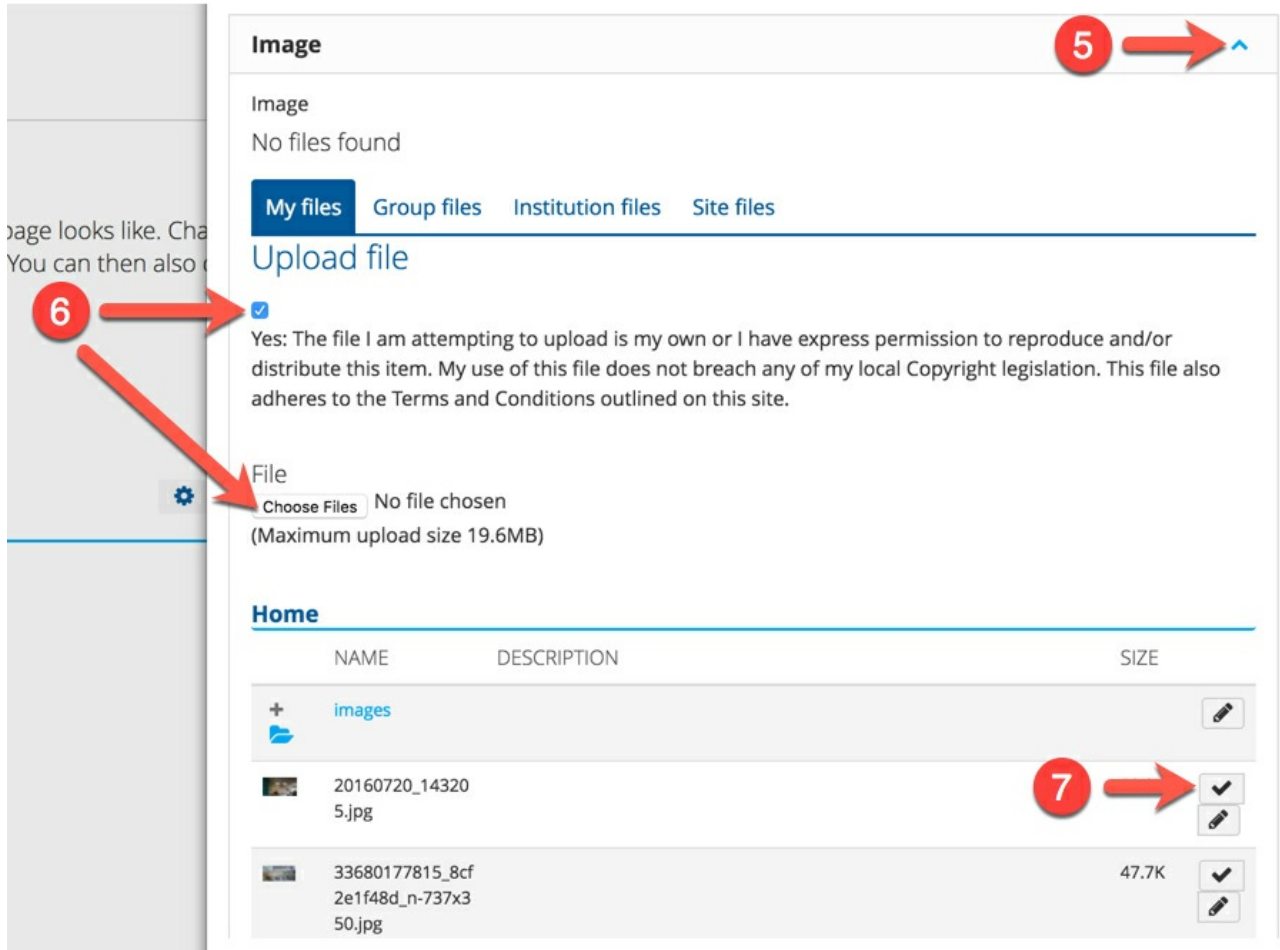 Image
5
Image
No files found
My files Group files Institution files Site files
page looks like. Cha
You can then also
Upload file
6
Yes: The file I am attempting to upload is my own or I have express permission to reproduce and/or
distribute this item. My use of this file does not breach any of my local Copyright legislation. This file also
adheres to the Terms and Conditions outlined on this site.
File
Choose Files No file chosen
(Maximum upload size 19.6MB)
Home
NAME DESCRIPTION SIZE
images
20160720_14320
5.jpg
7
33680177815_8cf
2e1f48d_n-737x3
50.jpg
47.7K